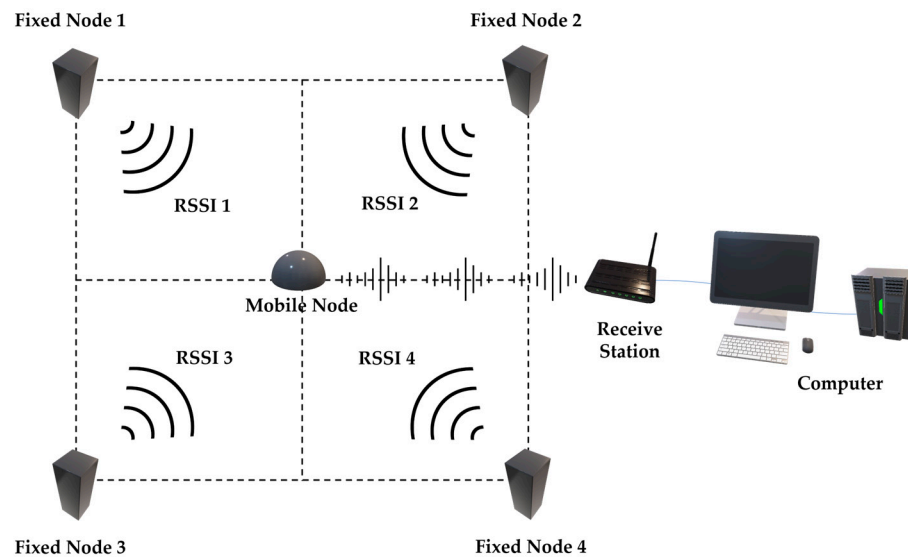 Fixed Node 1
Fixed Node 2
RSSI 1
RSSI 2
Mobile Node
Receive
Station
Computer
RSSI 3
RSSI 4
Fixed Node 3
Fixed Node 4